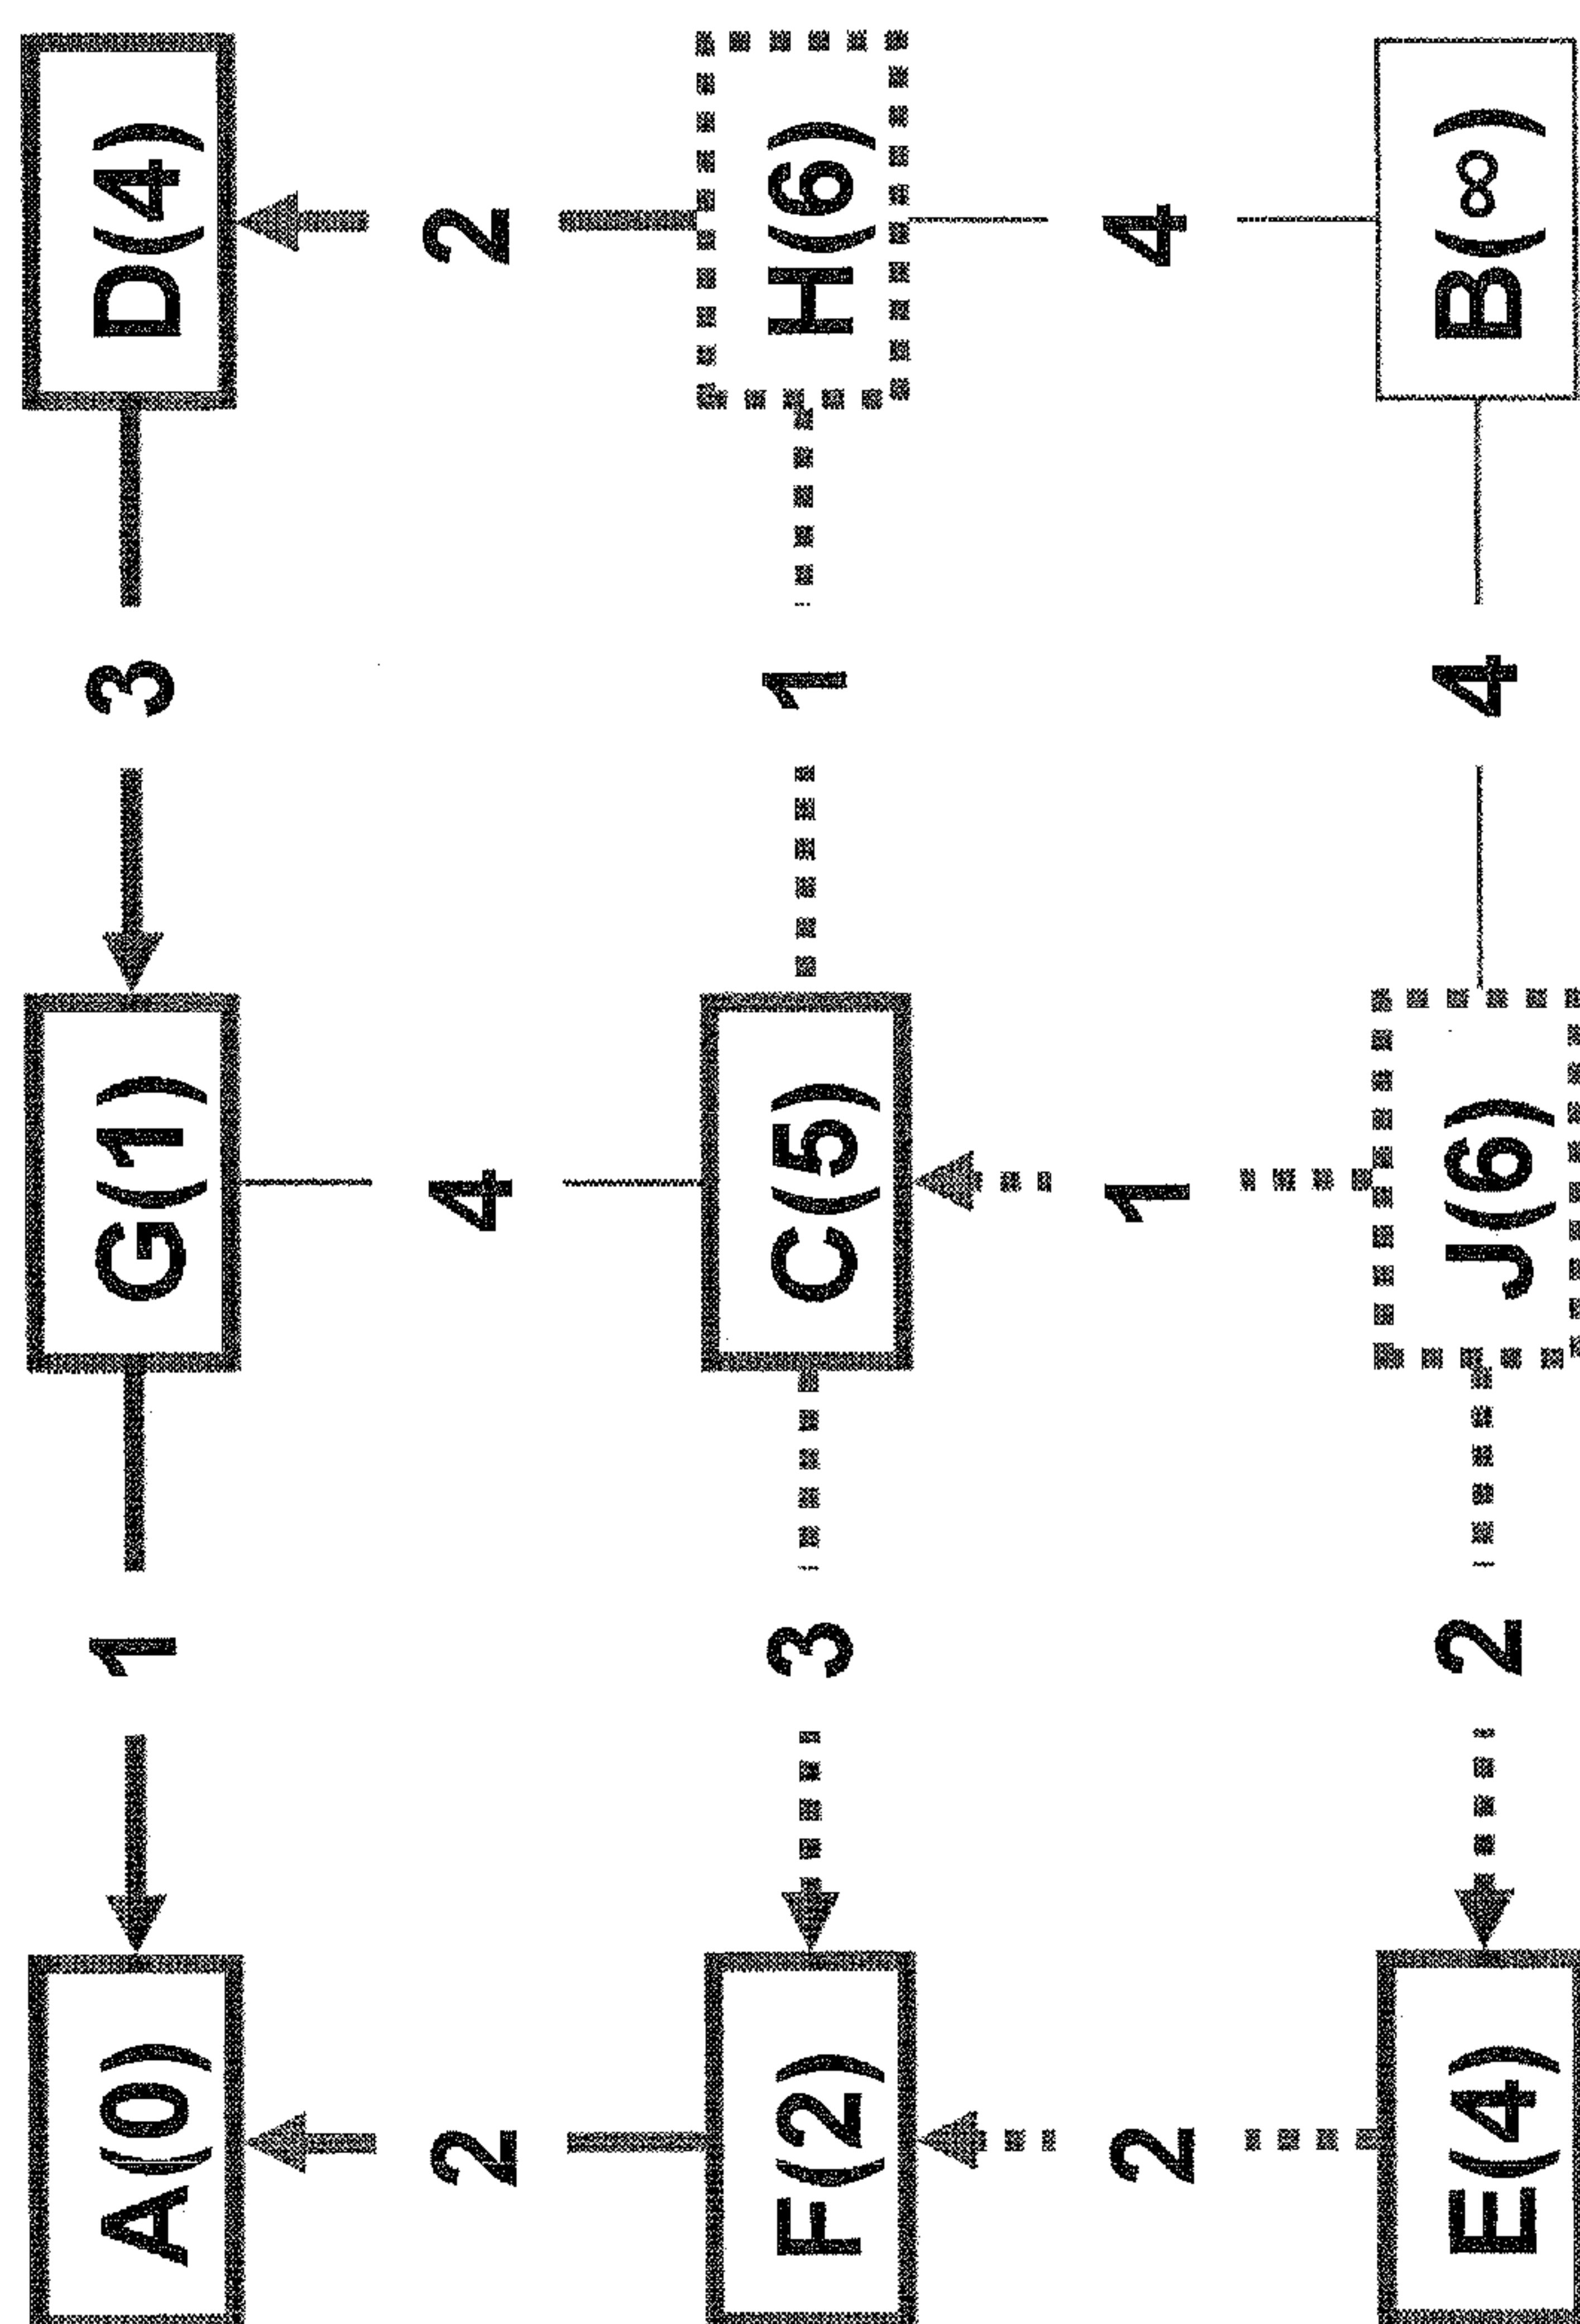 A(0) 1 G(1) 3 D(4)
2 4 2
F(2) 3 C(5) 1 H(6)
2 1 4
E(4) 2 J(6) 4 B(∞)